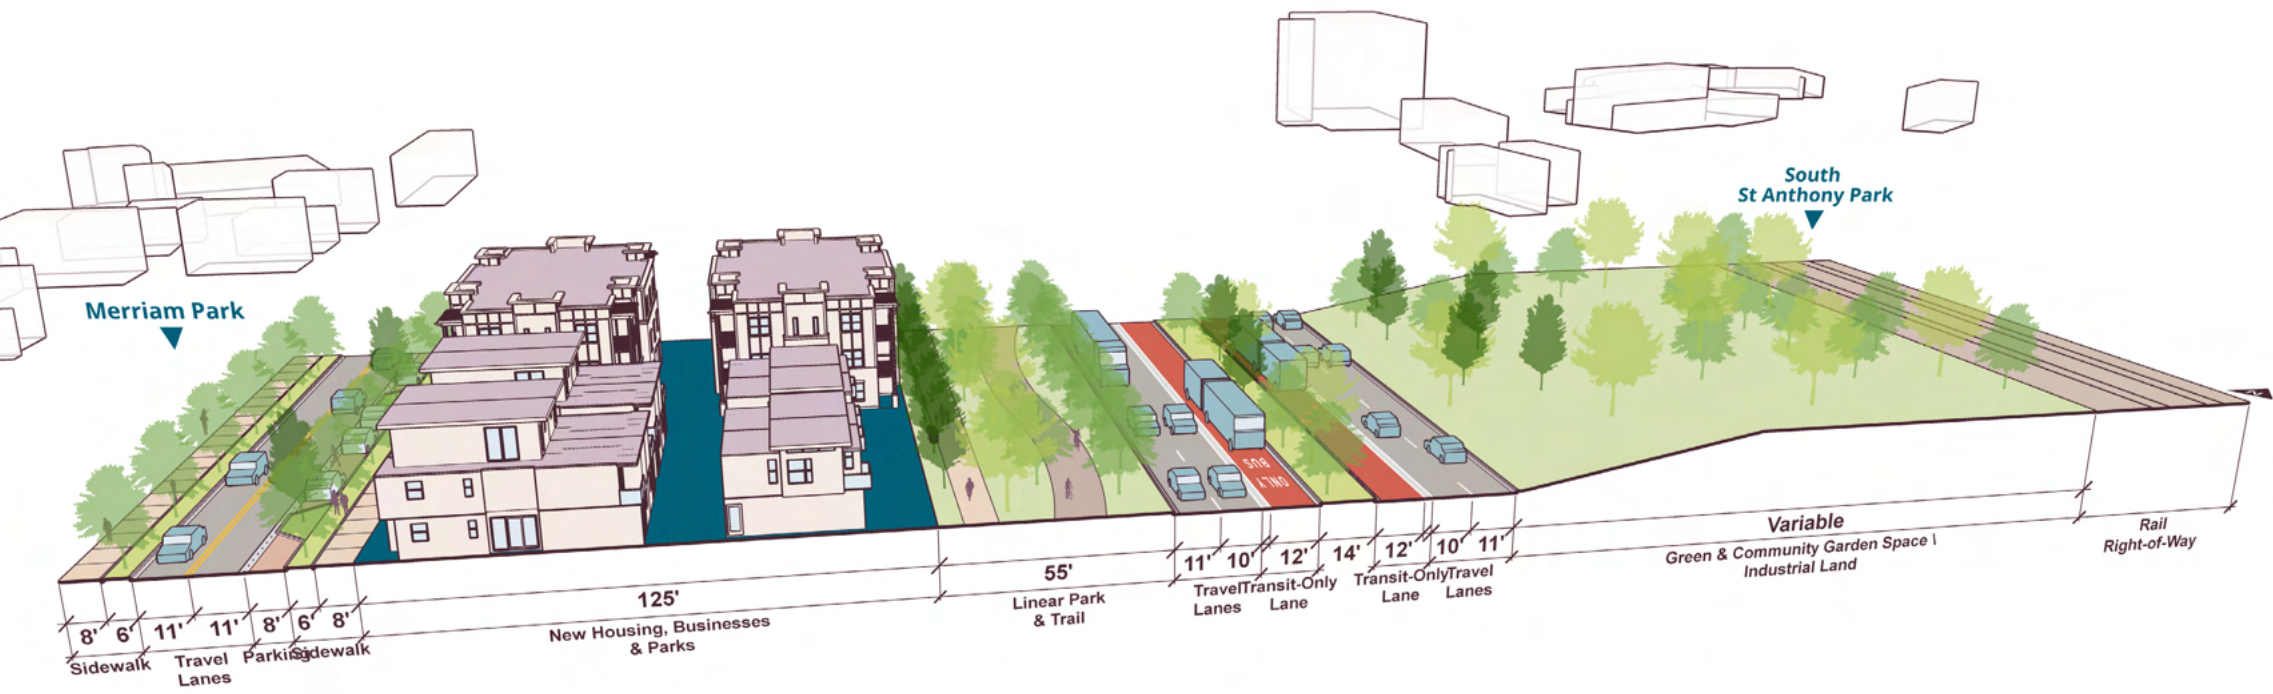 South
St Anthony Park
Merriam Park
BUS
ONLY
8' 6' 11' 11' 8' 6' 8'
Sidewalk
Travel
Lanes
Parking
Sidewalk
125'
New Housing, Businesses
& Parks
55'
Linear Park
& Trail
11' 10' 12' 14' 12' 10' 11'
Travel
Lanes
Transit-Only
Lane
Transit-Only
Lane
Travel
Lanes
Variable
Green & Community Garden Space \
Industrial Land
Rail
Right-of-Way